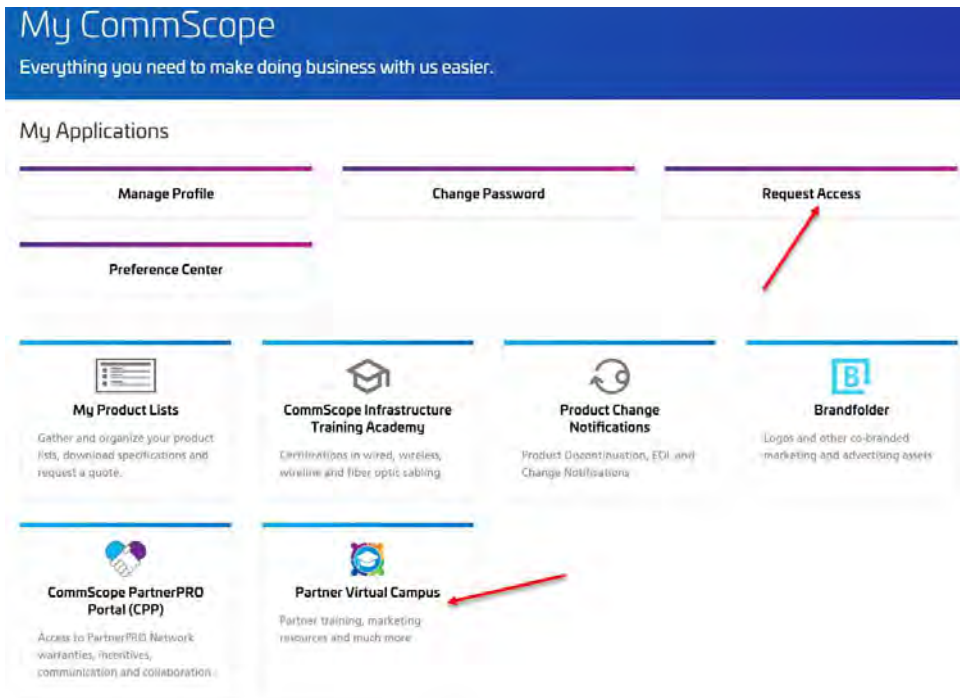 My CommScope
Everything you need to make doing business with us easier.
My Applications
Manage Profile
Change Password
Request Access
Preference Center
My Product Lists
Gather and organize your product
lists, download specifications and
request a quote.
CommScope Infrastructure
Training Academy
Certifications in wired, wireless,
wireline and fiber optic cabling
Product Change
Notifications
Product Discontinuation, EOL and
Change Notifications
B
Brandfolder
Logos and other co-branded
marketing and advertising assets
CommScope PartnerPRO
Portal (CPP)
Access to PartnerPRO Network
warranties, incentives,
communication and collaboration
Partner Virtual Campus
Partner training, marketing
resources and much more